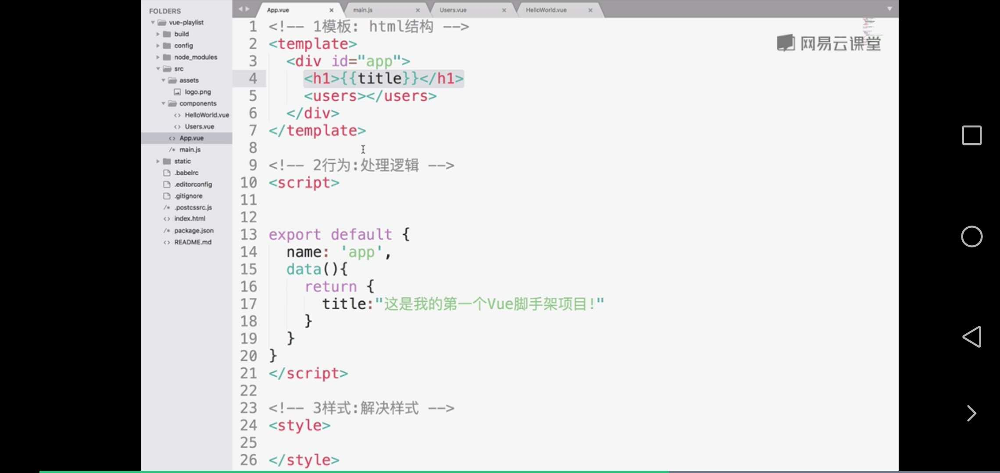 FOLDERS
vue-playlist
build
config
node_modules
src
assets
logo.png
components
HelloWorld.vue
Users.vue
App.vue
main.js
static
.babelrc
.editorconfig
.gitignore
.postcssrc.js
index.html
package.json
README.md
App.vue × main.js × Users.vue × HelloWorld.vue ×
网易云课堂
1 <!-- 1模板: html结构 -->
2 <template>
3 <div id="app">
4 <h1>{{title}}</h1>
5 <users></users>
6 </div>
7 </template>
8
9 <!-- 2行为:处理逻辑 -->
10 <script>
11
12
13 export default {
14 name: 'app',
15 data(){
16 return {
17 title:"这是我的第一个Vue脚手架项目!"
18 }
19 }
20 }
21 </script>
22
23 <!-- 3样式:解决样式 -->
24 <style>
25
26 </style>